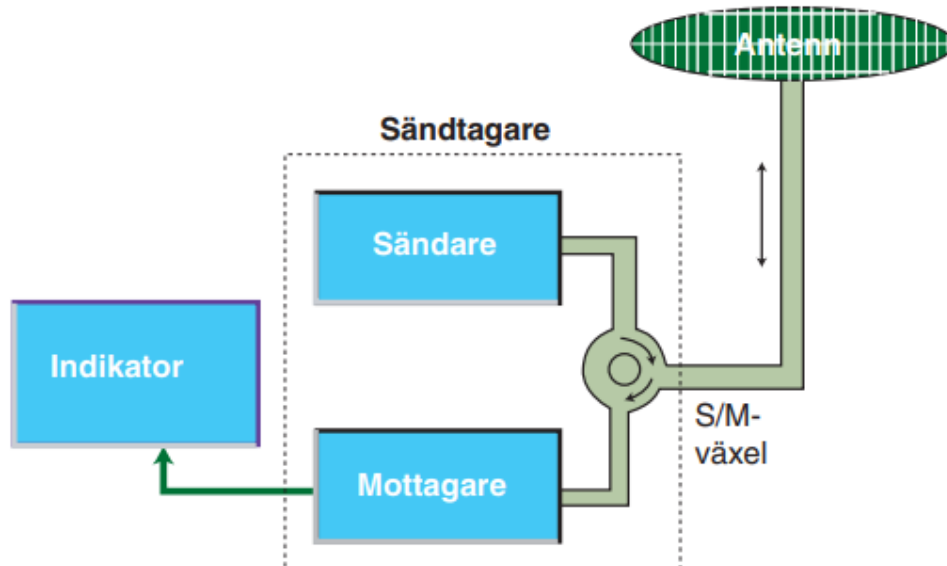 Antenn
Sändtagare
Sändare
Indikator
S/M-
växel
Mottagare